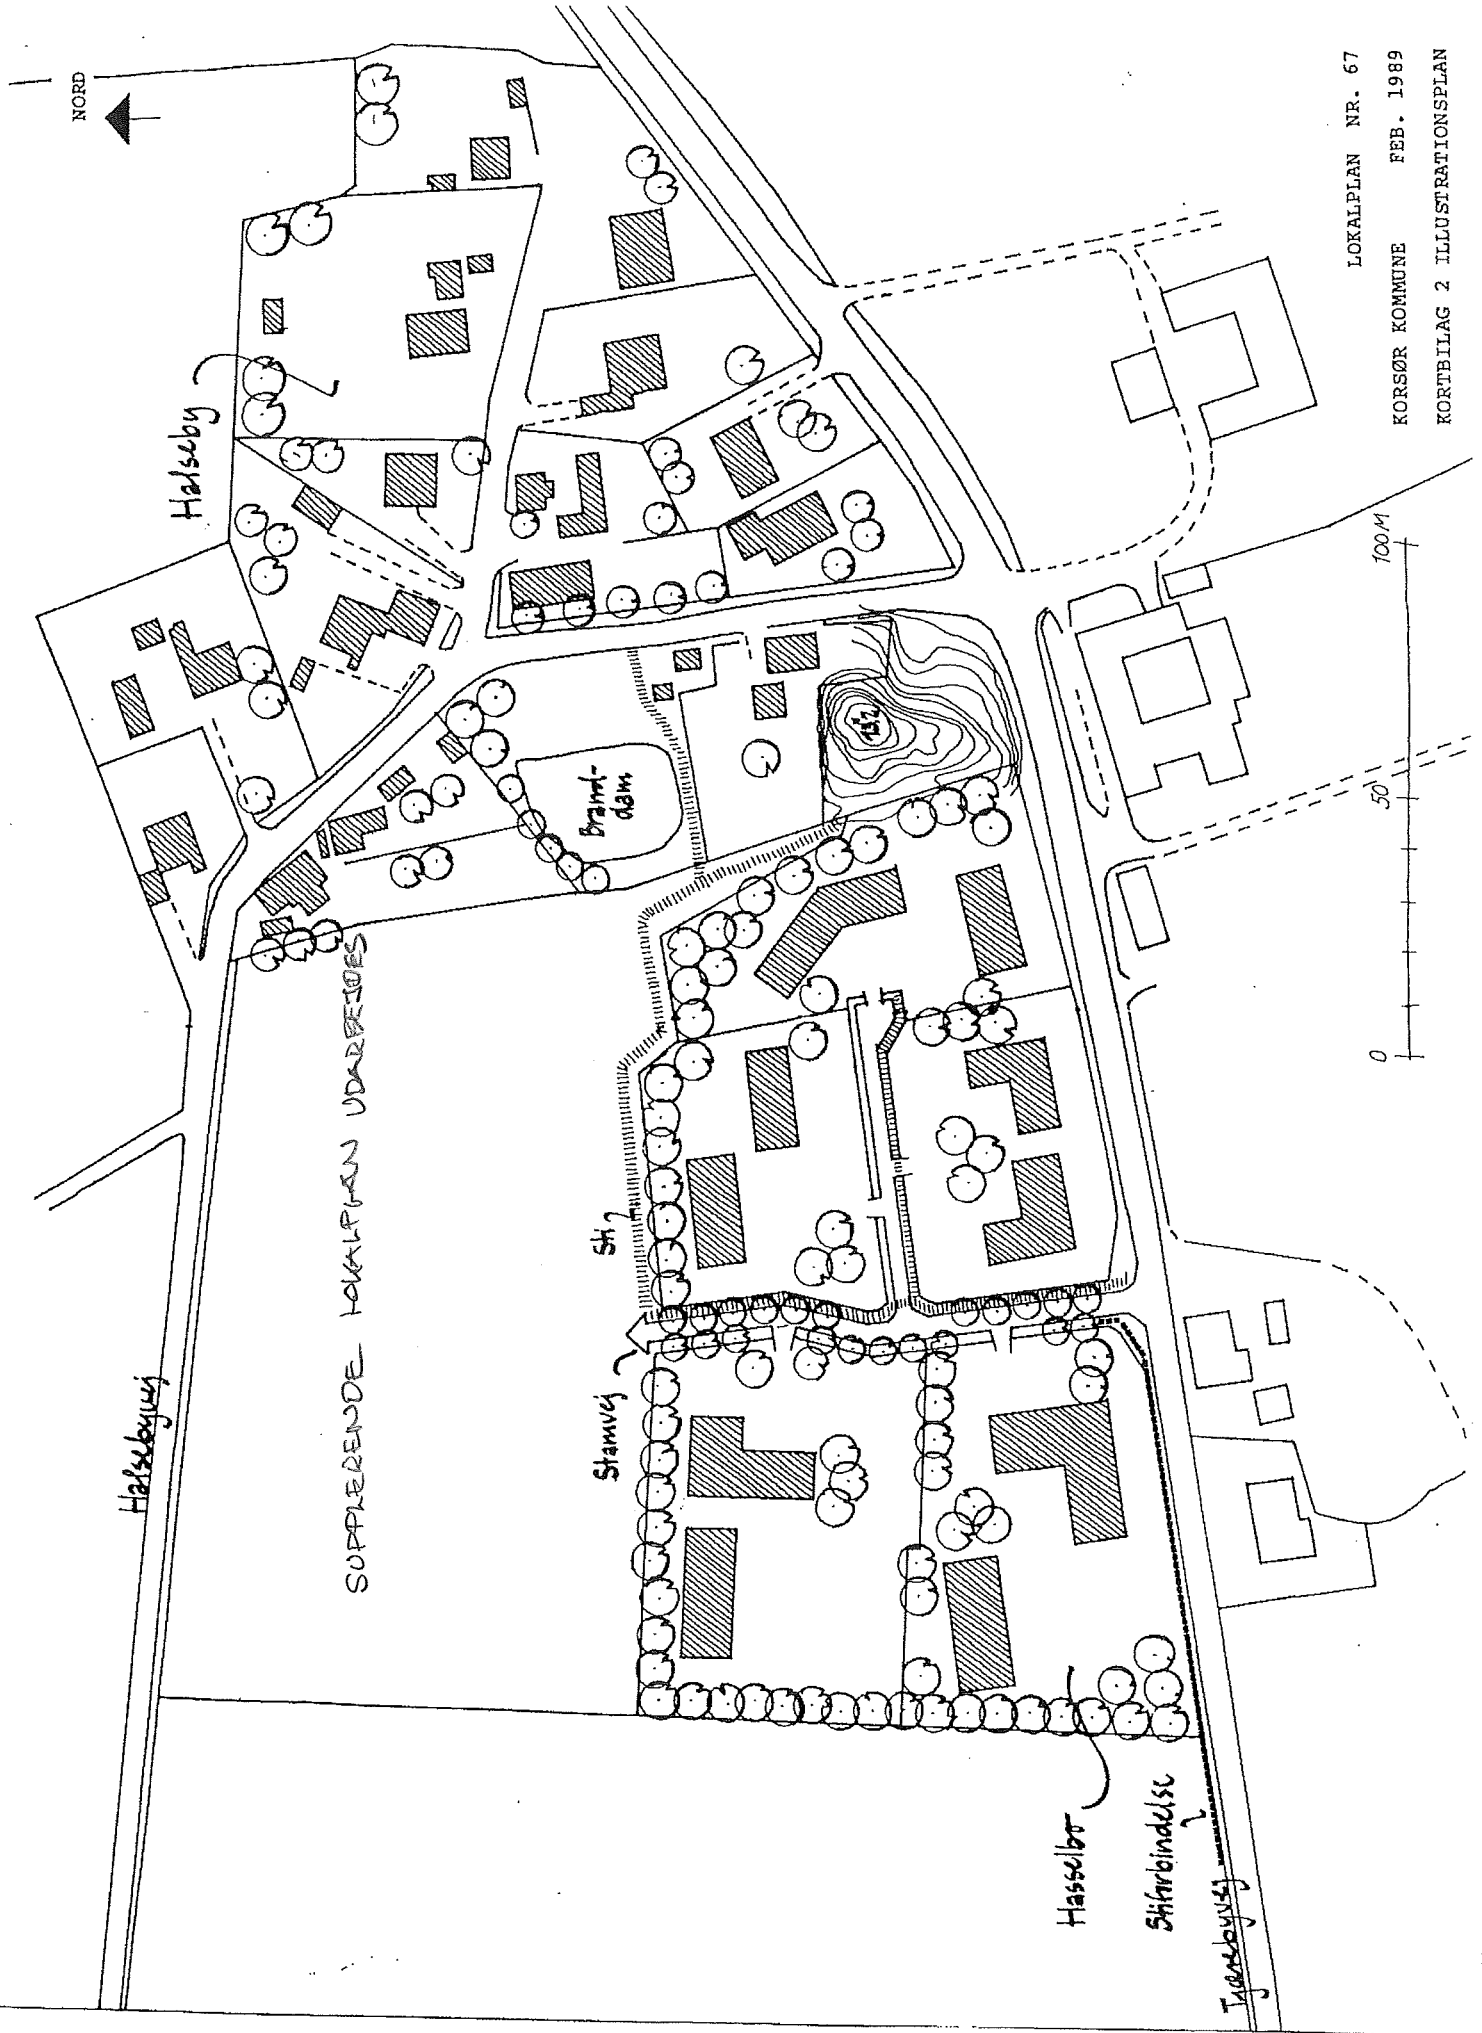 NORD
Halseby
Halsebyvej
SUPPLERENDE LOKALPLAN UDARBEJDES
Brand-
dam
Sti
Stamvej
Hasselbo
Stiforbindelse
Tjærebyvej
0
50
100M
LOKALPLAN NR. 67
KORSØR KOMMUNE FEB. 1989
KORTBILAG 2 ILLUSTRATIONSPLAN